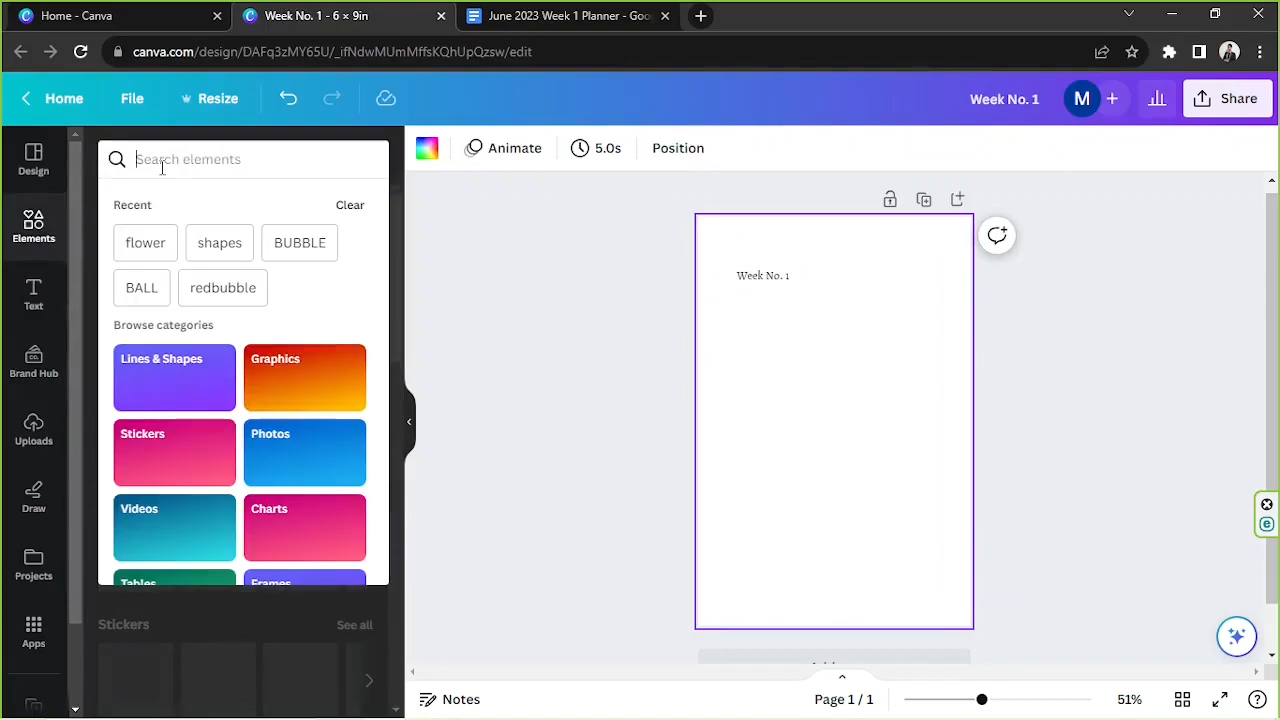 Home - Canva
Week No. 1 - 6 × 9in
June 2023 Week 1 Planner - Goo
canva.com/design/DAFq3zMY65U/_ifNdwMUmMffsKQhUpQzsw/edit
Home
File
Resize
Week No. 1
M
Share
Design
Elements
Text
Brand Hub
Uploads
Draw
Projects
Apps
Search elements
Recent
Clear
flower
shapes
BUBBLE
BALL
redbubble
Browse categories
Lines & Shapes
Graphics
Stickers
Photos
Videos
Charts
Tables
Frames
Stickers
See all
Animate
5.0s
Position
Week No. 1
Notes
Page 1 / 1
51%